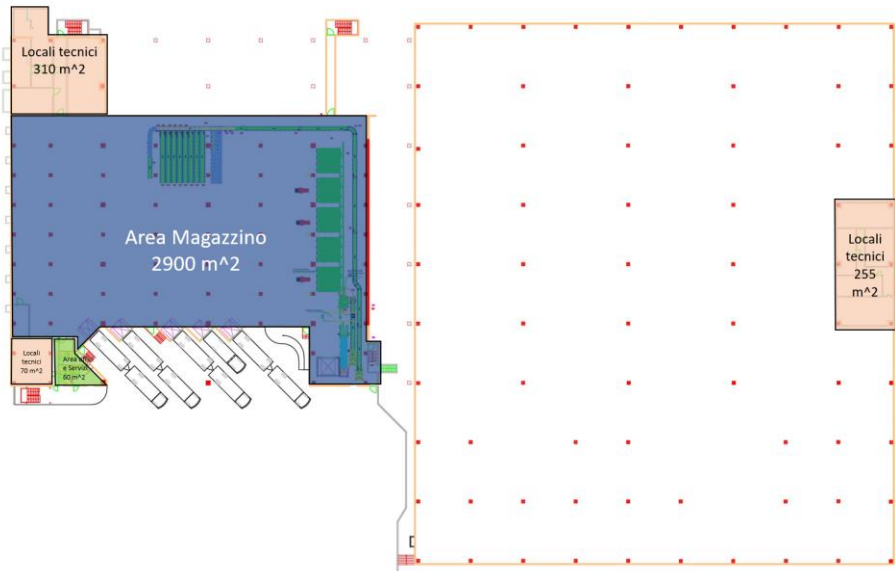 Locali tecnici
310 m^2
Area Magazzino
2900 m^2
Locali
tecnici
255
m^2
Locali
tecnici
70 m^2
Area
e Servizi
60 m^2